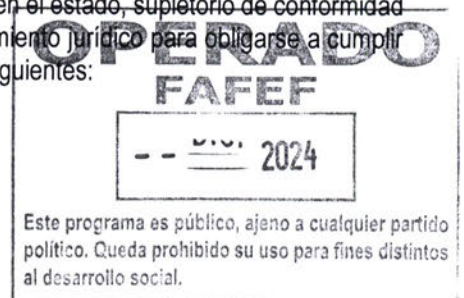 en el estado, supletorio de conformidad
miento jurídico para obligarse a cumplir
guientes:
OPERADO
FAFEF
-- 2024
Este programa es público, ajeno a cualquier partido
político. Queda prohibido su uso para fines distintos
al desarrollo social.